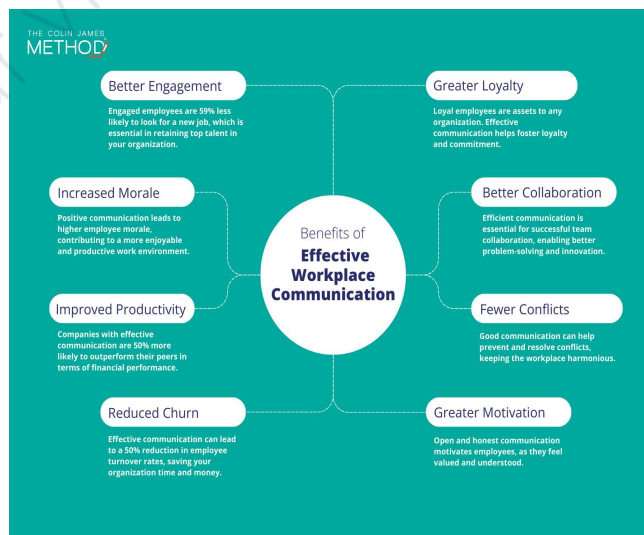 THE COLIN JAMES
METHOD
Better Engagement
Engaged employees are 59% less
likely to look for a new job, which is
essential in retaining top talent in
your organization.
Increased Morale
Positive communication leads to
higher employee morale,
contributing to a more enjoyable
and productive work environment.
Improved Productivity
Companies with effective
communication are 50% more
likely to outperform their peers in
terms of financial performance.
Reduced Churn
Effective communication can lead
to a 50% reduction in employee
turnover rates, saving your
organization time and money.
Benefits of
Effective
Workplace
Communication
Greater Loyalty
Loyal employees are assets to any
organization. Effective
communication helps foster loyalty
and commitment.
Better Collaboration
Efficient communication is
essential for successful team
collaboration, enabling better
problem-solving and innovation.
Fewer Conflicts
Good communication can help
prevent and resolve conflicts,
keeping the workplace harmonious.
Greater Motivation
Open and honest communication
motivates employees, as they feel
valued and understood.